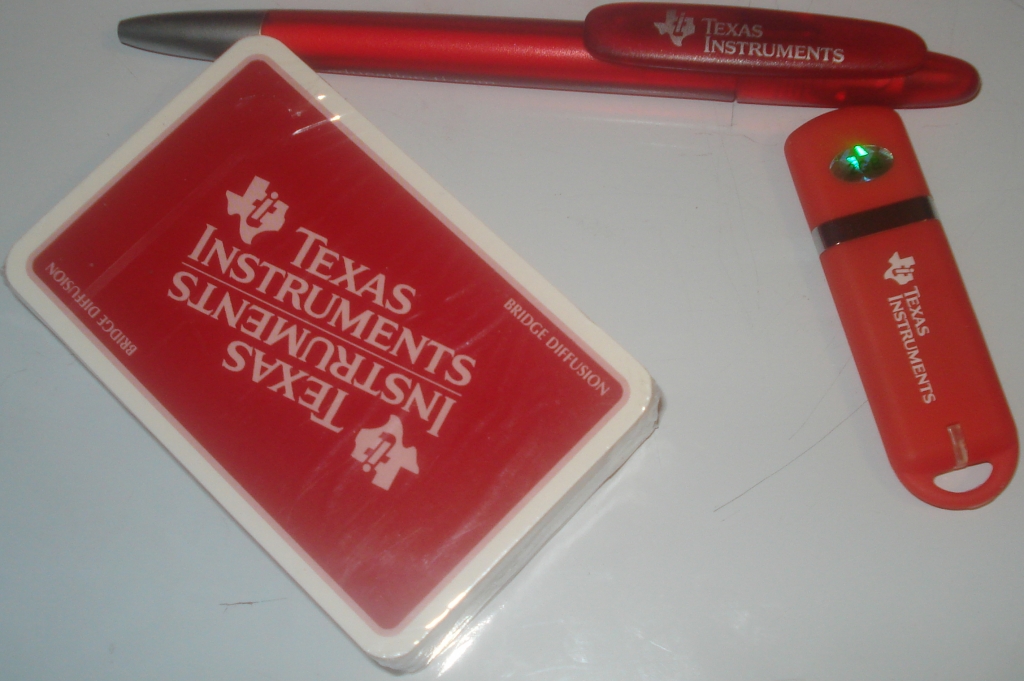 TEXAS
INSTRUMENTS
TEXAS
INSTRUMENTS
INSTRUMENTS
TEXAS
BRIDGE DIFFUSION
BRIDGE DIFFUSION
TEXAS
INSTRUMENTS